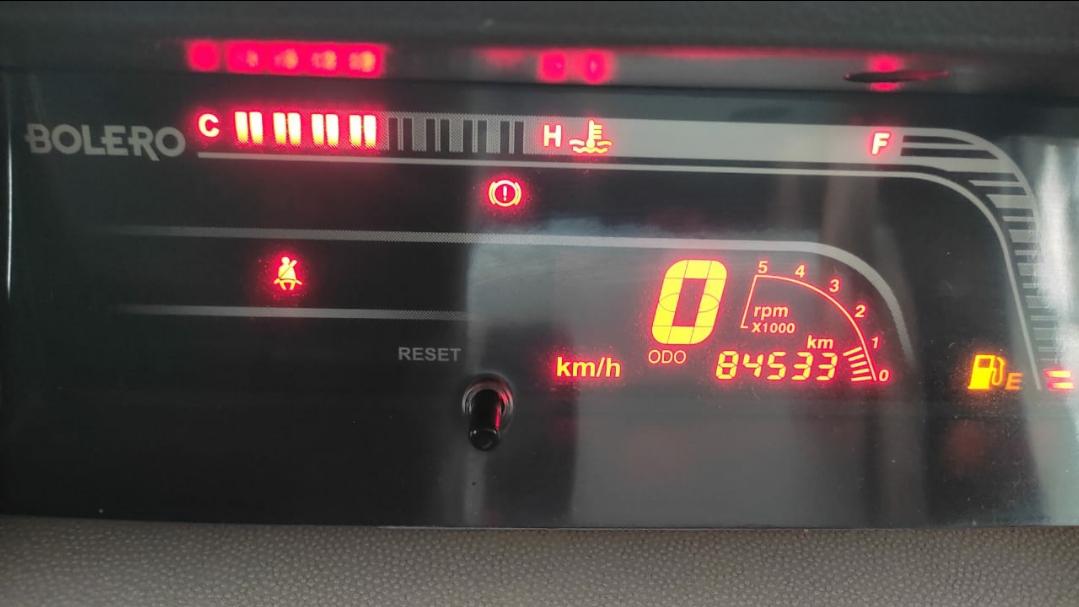 BOLERO
C H F
!
5 4 3 2 1 0
0
rpm
X1000
RESET
km/h
ODO
km
84533
E